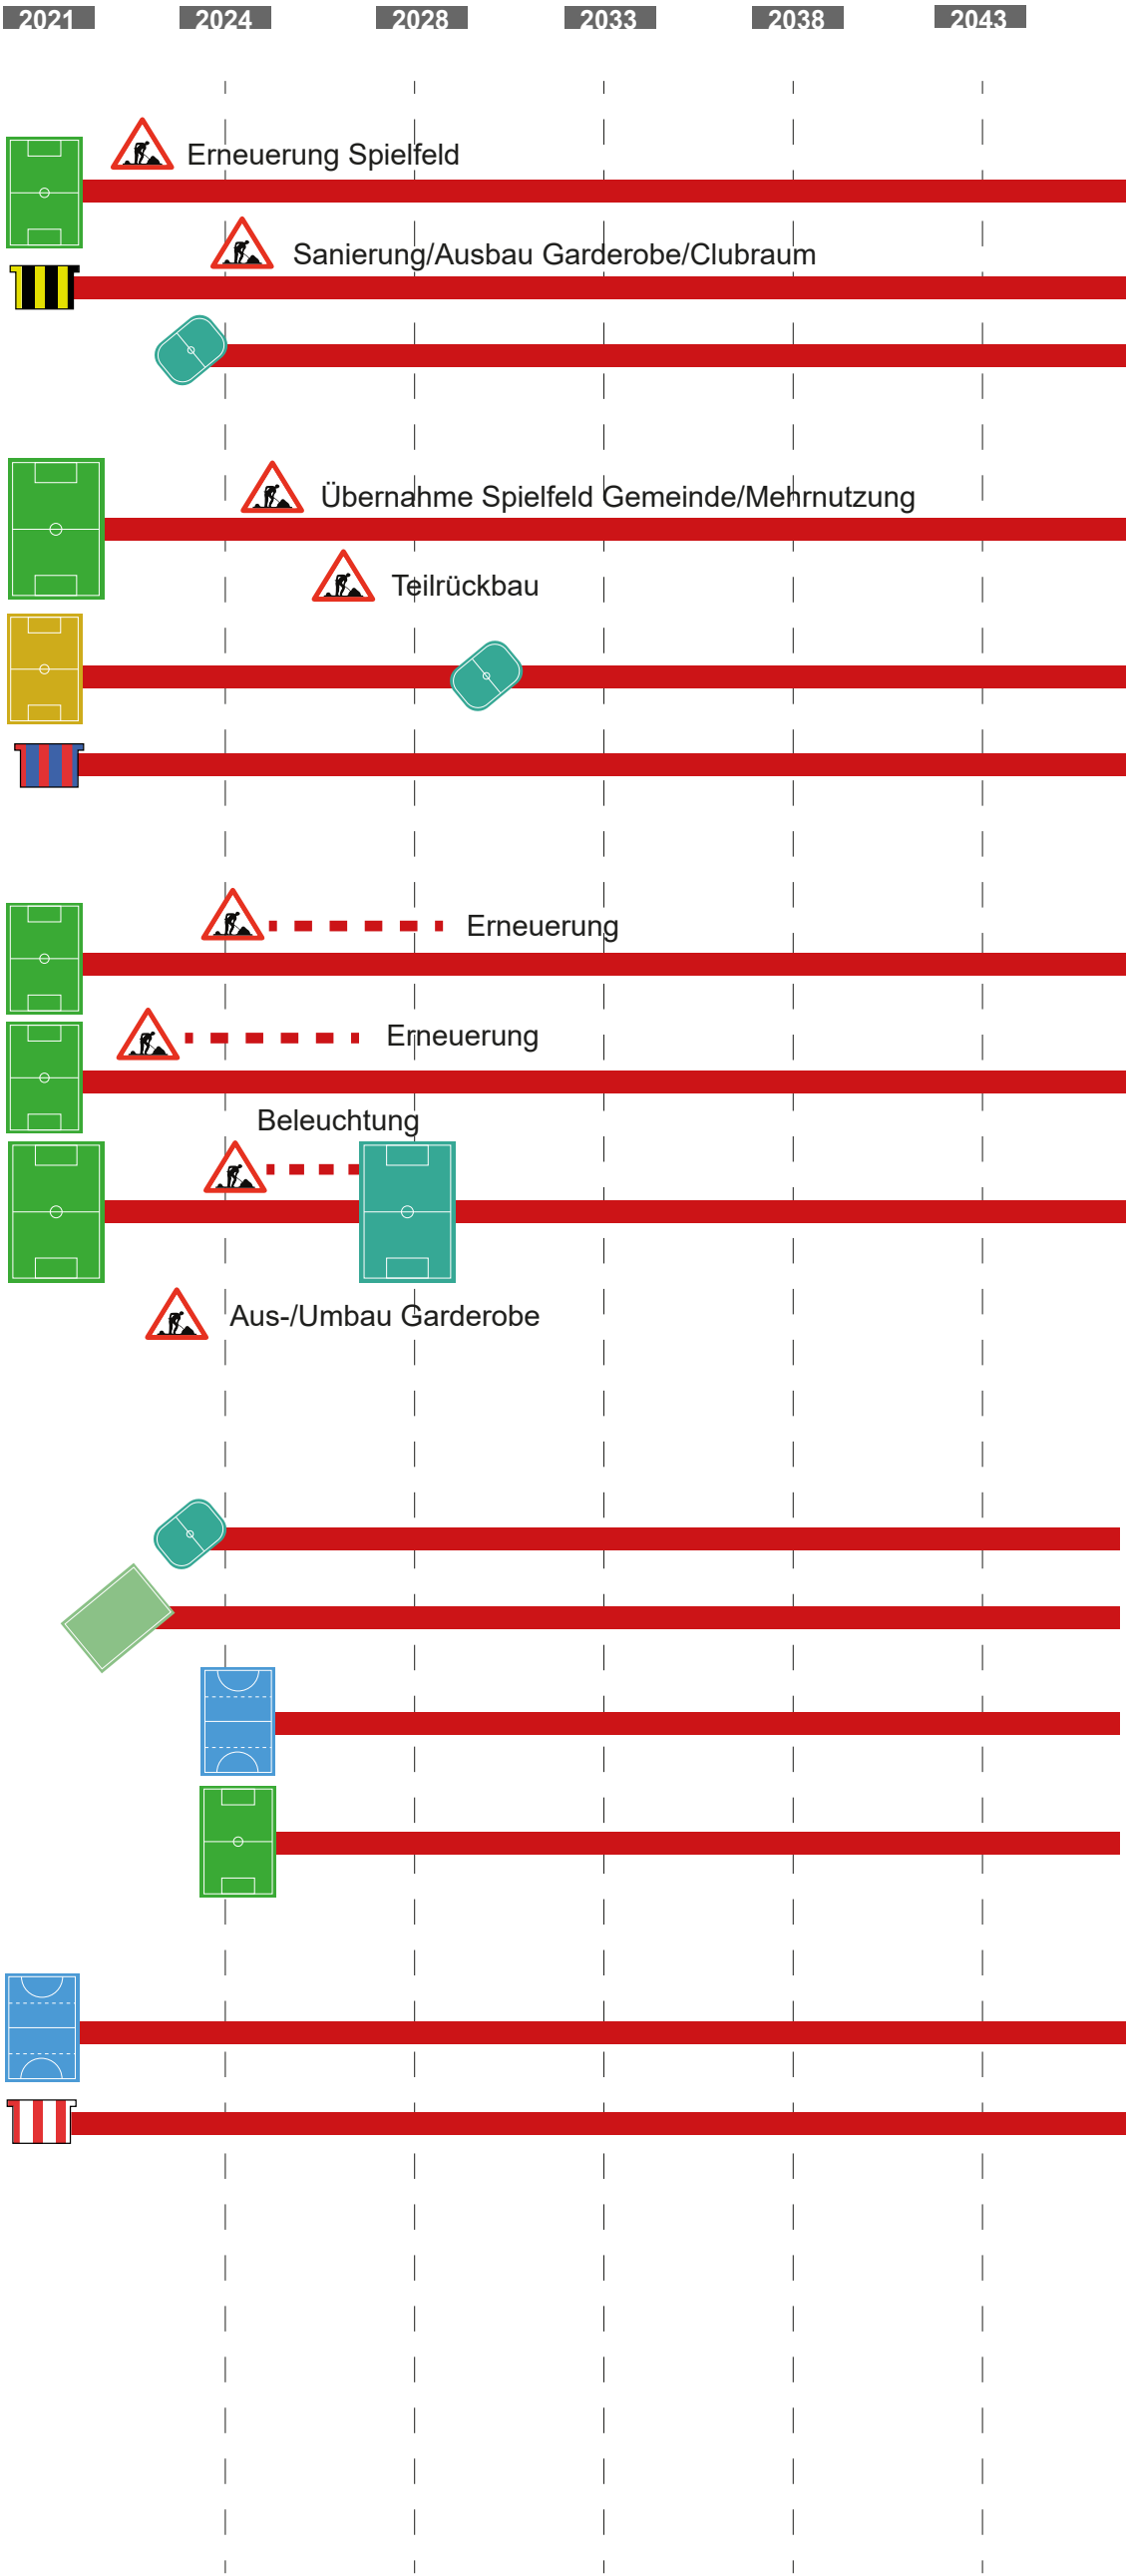 2021 2024 2028 2033 2038 2043
Erneuerung Spielfeld
Sanierung/Ausbau Garderobe/Clubraum
Übernahme Spielfeld Gemeinde/Mehrnutzung
Teilrückbau
Erneuerung
Erneuerung
Beleuchtung
Aus-/Umbau Garderobe